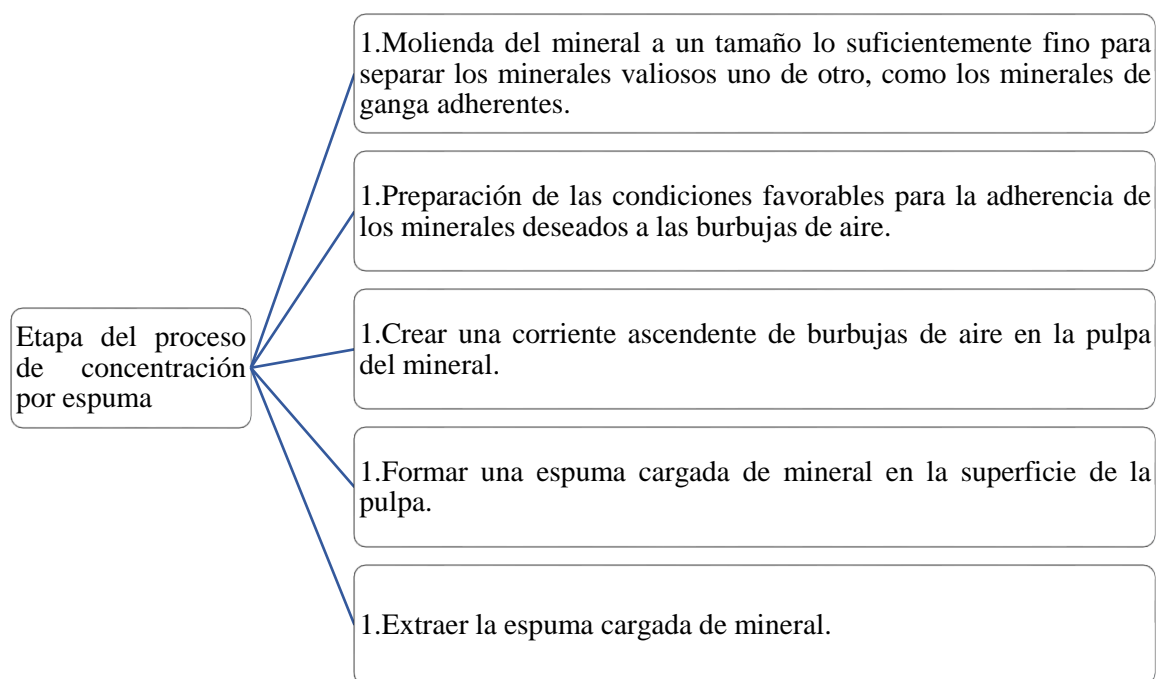 1.Molienda del mineral a un tamaño lo suficientemente fino para
separar los minerales valiosos uno de otro, como los minerales de
ganga adherentes.
1.Preparación de las condiciones favorables para la adherencia de
los minerales deseados a las burbujas de aire.
Etapa del proceso
de concentración
por espuma
1.Crear una corriente ascendente de burbujas de aire en la pulpa
del mineral.
1.Formar una espuma cargada de mineral en la superficie de la
pulpa.
1.Extraer la espuma cargada de mineral.